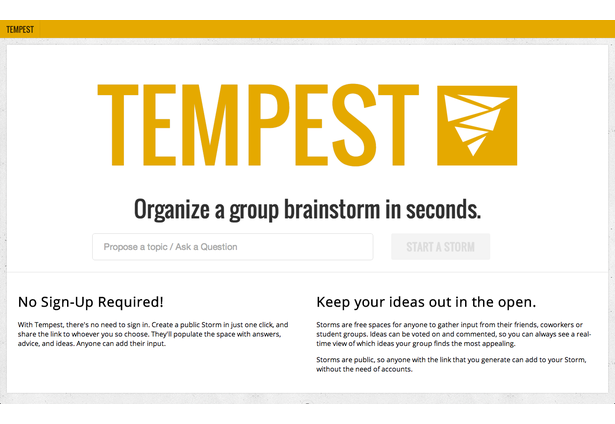 TEMPEST
TEMPEST
Organize a group brainstorm in seconds.
Propose a topic / Ask a Question
START A STORM
No Sign-Up Required!
With Tempest, there's no need to sign in. Create a public Storm in just one click, and
share the link to whoever you so choose. They'll populate the space with answers,
advice, and ideas. Anyone can add their input.
Keep your ideas out in the open.
Storms are free spaces for anyone to gather input from their friends, coworkers or
student groups. Ideas can be voted on and commented, so you can always see a real-
time view of which ideas your group finds the most appealing.
Storms are public, so anyone with the link that you generate can add to your Storm,
without the need of accounts.